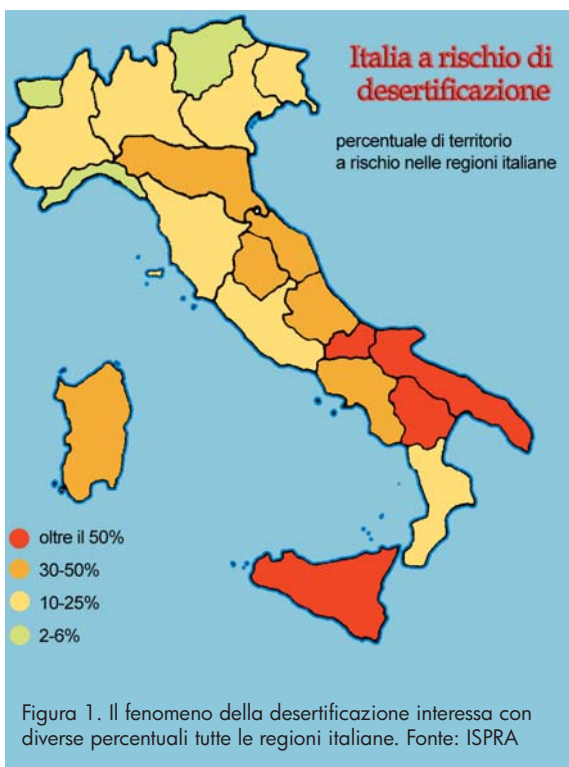 Italia a rischio di
desertificazione
percentuale di territorio
a rischio nelle regioni italiane
oltre il 50%
30-50%
10-25%
2-6%
Figura 1. Il fenomeno della desertificazione interessa con
diverse percentuali tutte le regioni italiane. Fonte: ISPRA